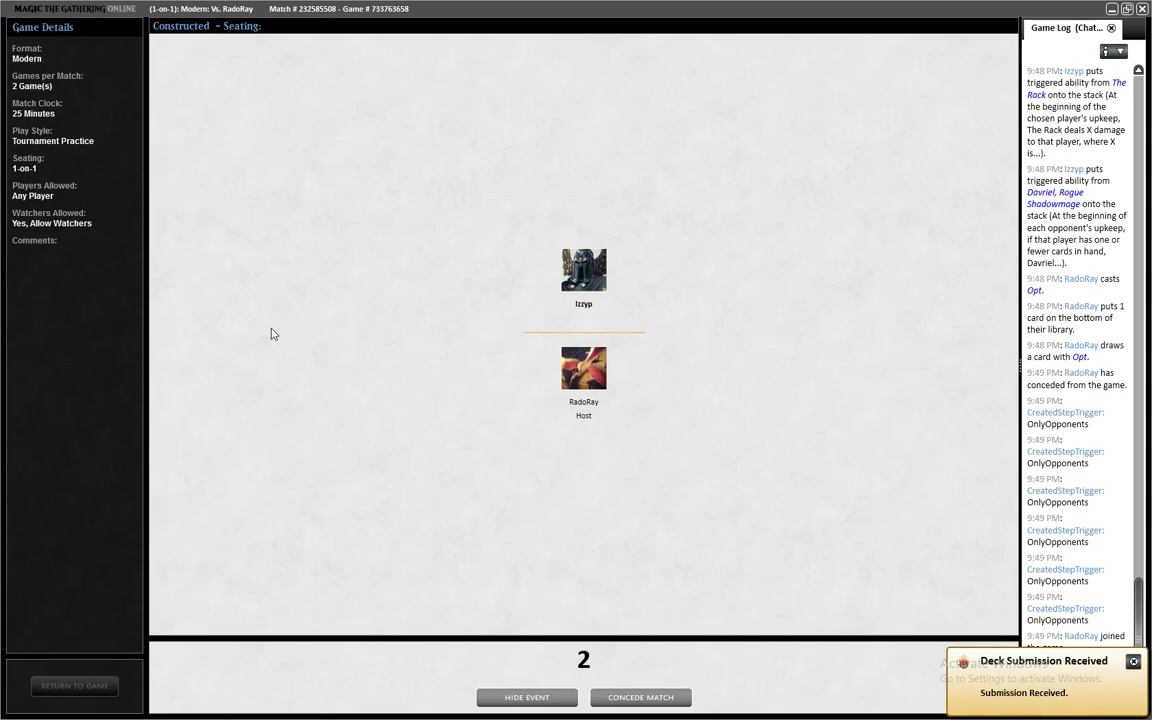 MAGIC THE GATHERING ONLINE (1-on-1): Modern: Vs. RadoRay Match # 232585508 - Game # 733763658
Game Details
Format:
Modern
Games per Match:
2 Game(s)
Match Clock:
25 Minutes
Play Style:
Tournament Practice
Seating:
1-on-1
Players Allowed:
Any Player
Watchers Allowed:
Yes, Allow Watchers
Comments:
RETURN TO GAME
Constructed - Seating:
Izzyp
RadoRay
Host
2
HIDE EVENT CONCEDE MATCH
Game Log (Chat...
9:48 PM: Izzyp puts
triggered ability from The
Rack onto the stack (At
the beginning of the
chosen player's upkeep,
The Rack deals X damage
to that player, where X
is...).
9:48 PM: Izzyp puts
triggered ability from
Davriel, Rogue
Shadowmage onto the
stack (At the beginning of
each opponent's upkeep,
if that player has one or
fewer cards in hand,
Davriel...).
9:48 PM: RadoRay casts
Opt.
9:48 PM: RadoRay puts 1
card on the bottom of
their library.
9:48 PM: RadoRay draws
a card with Opt.
9:49 PM: RadoRay has
conceded from the game.
9:49 PM:
CreatedStepTrigger:
OnlyOpponents
9:49 PM:
CreatedStepTrigger:
OnlyOpponents
9:49 PM:
CreatedStepTrigger:
OnlyOpponents
9:49 PM:
CreatedStepTrigger:
OnlyOpponents
9:49 PM:
CreatedStepTrigger:
OnlyOpponents
9:49 PM:
CreatedStepTrigger:
OnlyOpponents
9:49 PM: RadoRay joined
Deck Submission Received
Activate Windows
Go to Settings to activate Windows.
Submission Received.